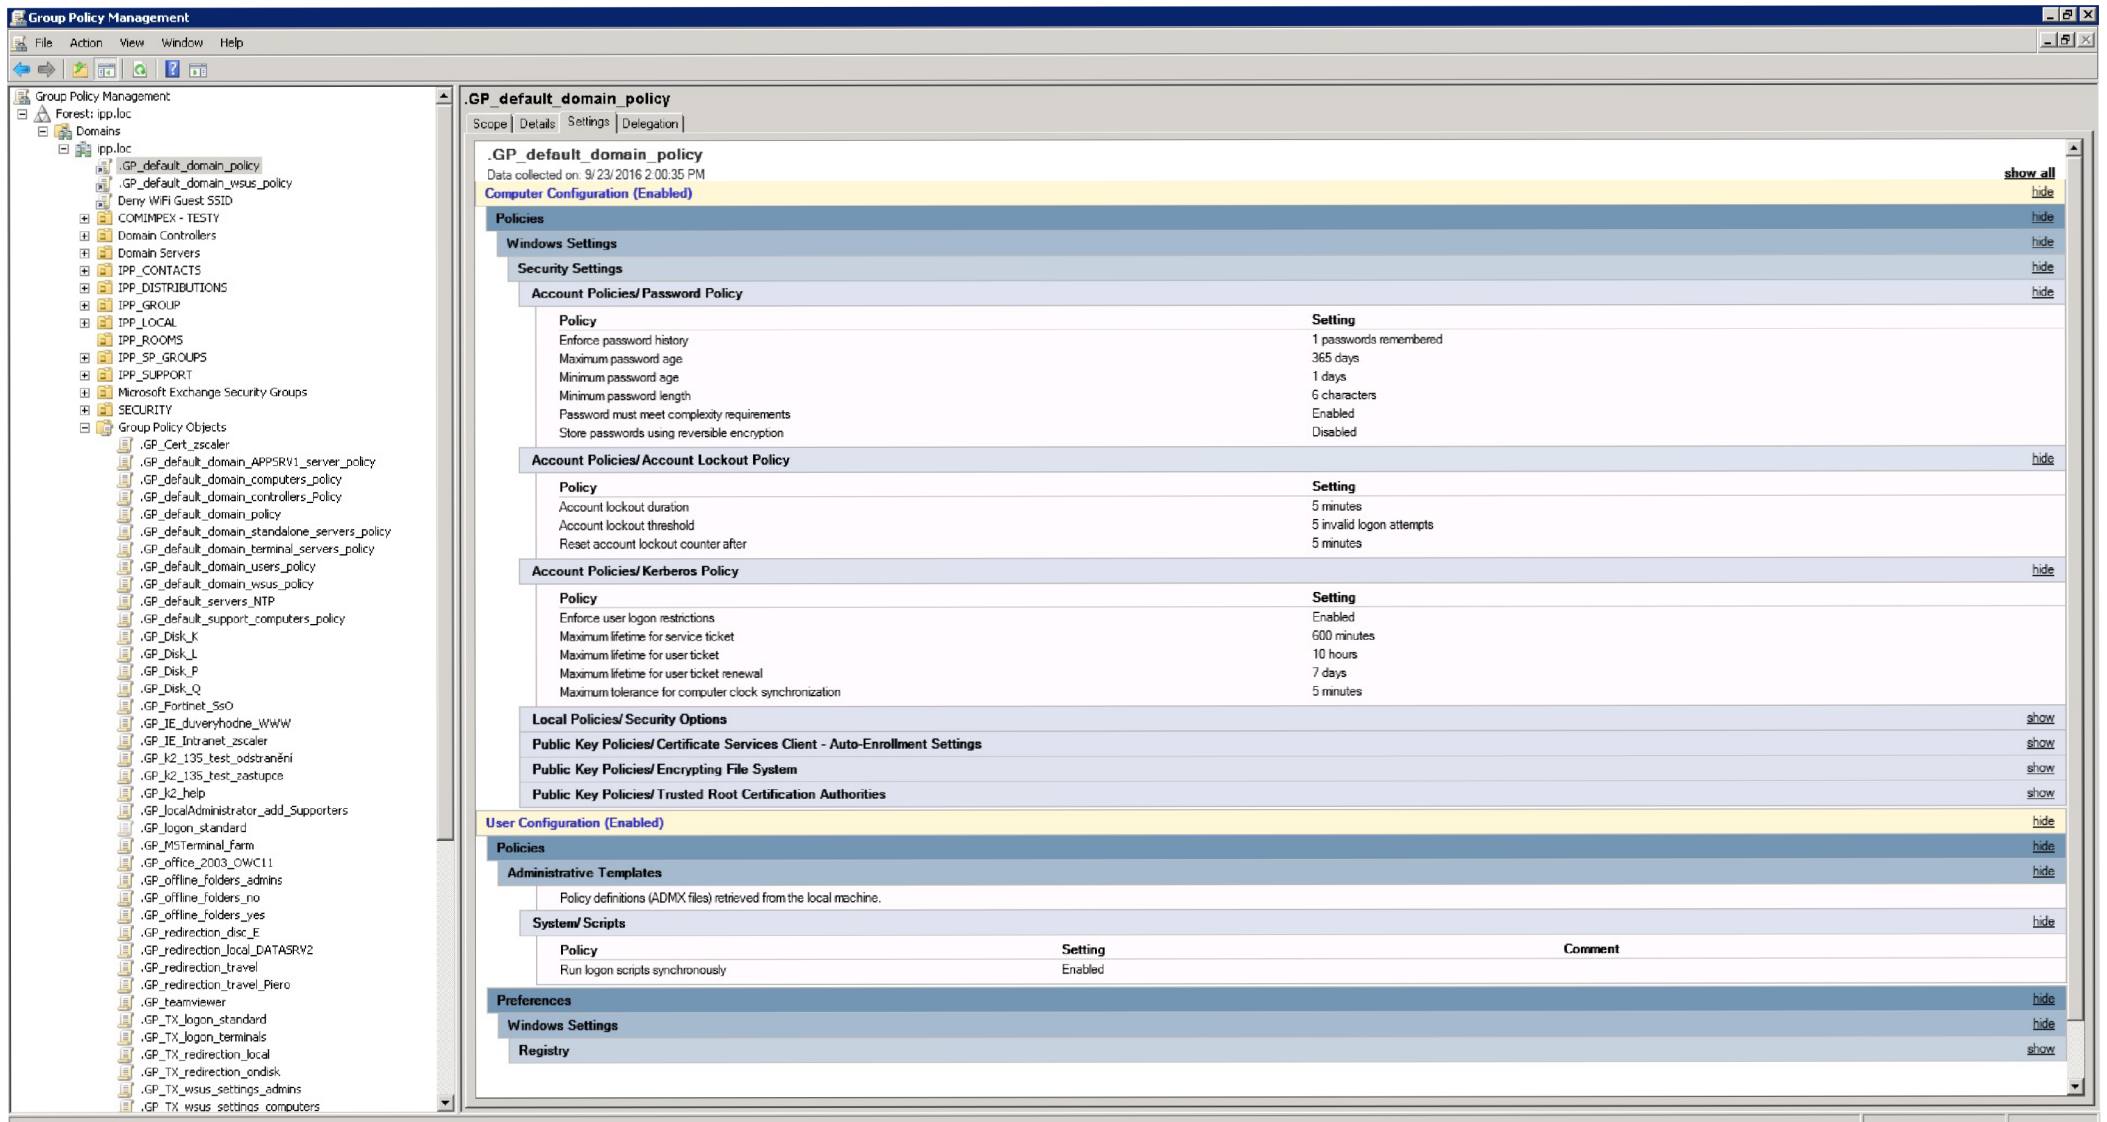 Group Policy Management
File Action View Window Help
Group Policy Management
Forest: ipp.loc
Domains
ipp.loc
.GP_default_domain_policy
.GP_default_domain_wsus_policy
Deny WiFi Guest SSID
COMIMPEX - TESTY
Domain Controllers
Domain Servers
IPP_CONTACTS
IPP_DISTRIBUTIONS
IPP_GROUP
IPP_LOCAL
IPP_ROOMS
IPP_SP_GROUPS
IPP_SUPPORT
Microsoft Exchange Security Groups
SECURITY
Group Policy Objects
.GP_Cert_zscaler
.GP_default_domain_APPSRV1_server_policy
.GP_default_domain_computers_policy
.GP_default_domain_controllers_Policy
.GP_default_domain_policy
.GP_default_domain_standalone_servers_policy
.GP_default_domain_terminal_servers_policy
.GP_default_domain_users_policy
.GP_default_domain_wsus_policy
.GP_default_servers_NTP
.GP_default_support_computers_policy
.GP_Disk_K
.GP_Disk_L
.GP_Disk_P
.GP_Disk_Q
.GP_Fortinet_SsO
.GP_IE_duveryhodne_WWW
.GP_IE_Intranet_zscaler
.GP_k2_135_test_odstranění
.GP_k2_135_test_zastupce
.GP_k2_help
.GP_localAdministrator_add_Supporters
.GP_logon_standard
.GP_MSTerminal_farm
.GP_office_2003_OWC11
.GP_offline_folders_admins
.GP_offline_folders_no
.GP_offline_folders_yes
.GP_redirection_disc_E
.GP_redirection_local_DATASRV2
.GP_redirection_travel
.GP_redirection_travel_Piero
.GP_teamviewer
.GP_TX_logon_standard
.GP_TX_logon_terminals
.GP_TX_redirection_local
.GP_TX_redirection_ondisk
.GP_TX_wsus_settings_admins
.GP_TX_wsus_settings_computers
.GP_default_domain_policy
Scope Details Settings Delegation
.GP_default_domain_policy
Data collected on: 9/23/2016 2:00:35 PM show all
Computer Configuration (Enabled) hide
Policies hide
Windows Settings hide
Security Settings hide
Account Policies/Password Policy hide
Policy Setting
Enforce password history 1 passwords remembered
Maximum password age 365 days
Minimum password age 1 days
Minimum password length 6 characters
Password must meet complexity requirements Enabled
Store passwords using reversible encryption Disabled
Account Policies/Account Lockout Policy hide
Policy Setting
Account lockout duration 5 minutes
Account lockout threshold 5 invalid logon attempts
Reset account lockout counter after 5 minutes
Account Policies/Kerberos Policy hide
Policy Setting
Enforce user logon restrictions Enabled
Maximum lifetime for service ticket 600 minutes
Maximum lifetime for user ticket 10 hours
Maximum lifetime for user ticket renewal 7 days
Maximum tolerance for computer clock synchronization 5 minutes
Local Policies/Security Options show
Public Key Policies/Certificate Services Client - Auto-Enrollment Settings show
Public Key Policies/Encrypting File System show
Public Key Policies/Trusted Root Certification Authorities show
User Configuration (Enabled) hide
Policies hide
Administrative Templates hide
Policy definitions (ADMX files) retrieved from the local machine.
System/Scripts hide
Policy Setting Comment
Run logon scripts synchronously Enabled
Preferences hide
Windows Settings hide
Registry show